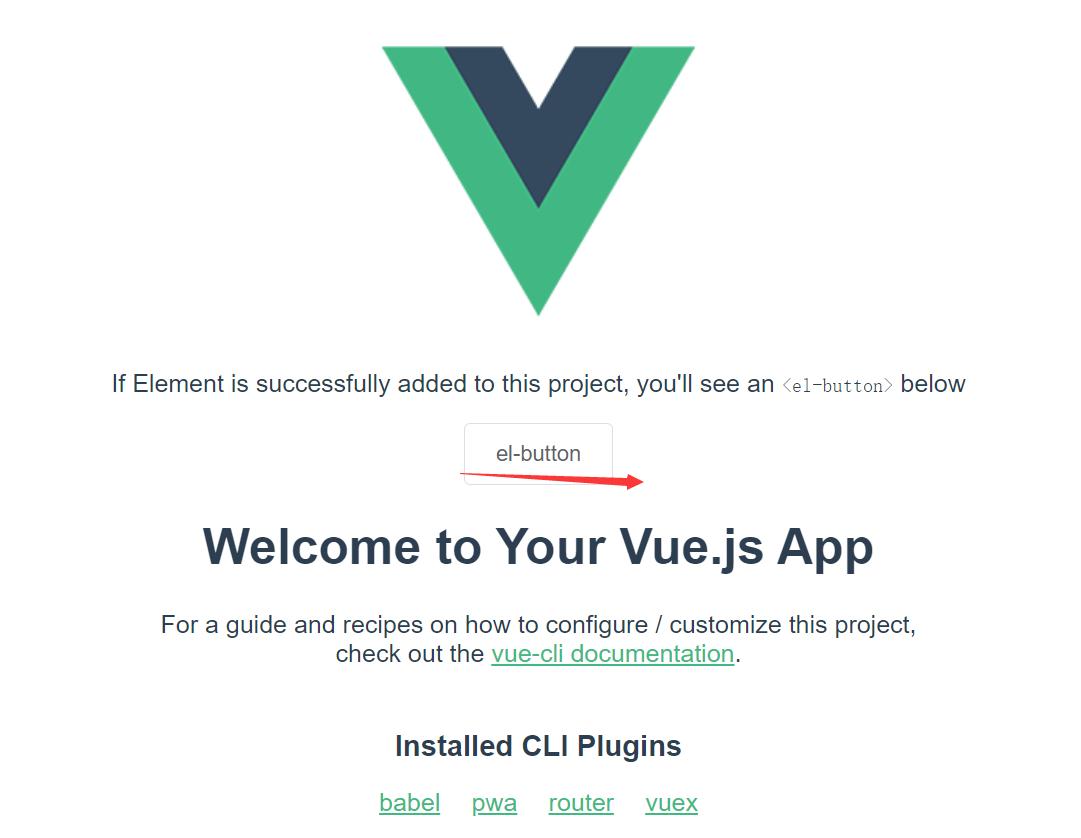 If Element is successfully added to this project, you'll see an <el-button> below
el-button
Welcome to Your Vue.js App
For a guide and recipes on how to configure / customize this project,
check out the vue-cli documentation.
Installed CLI Plugins
babel pwa router vuex